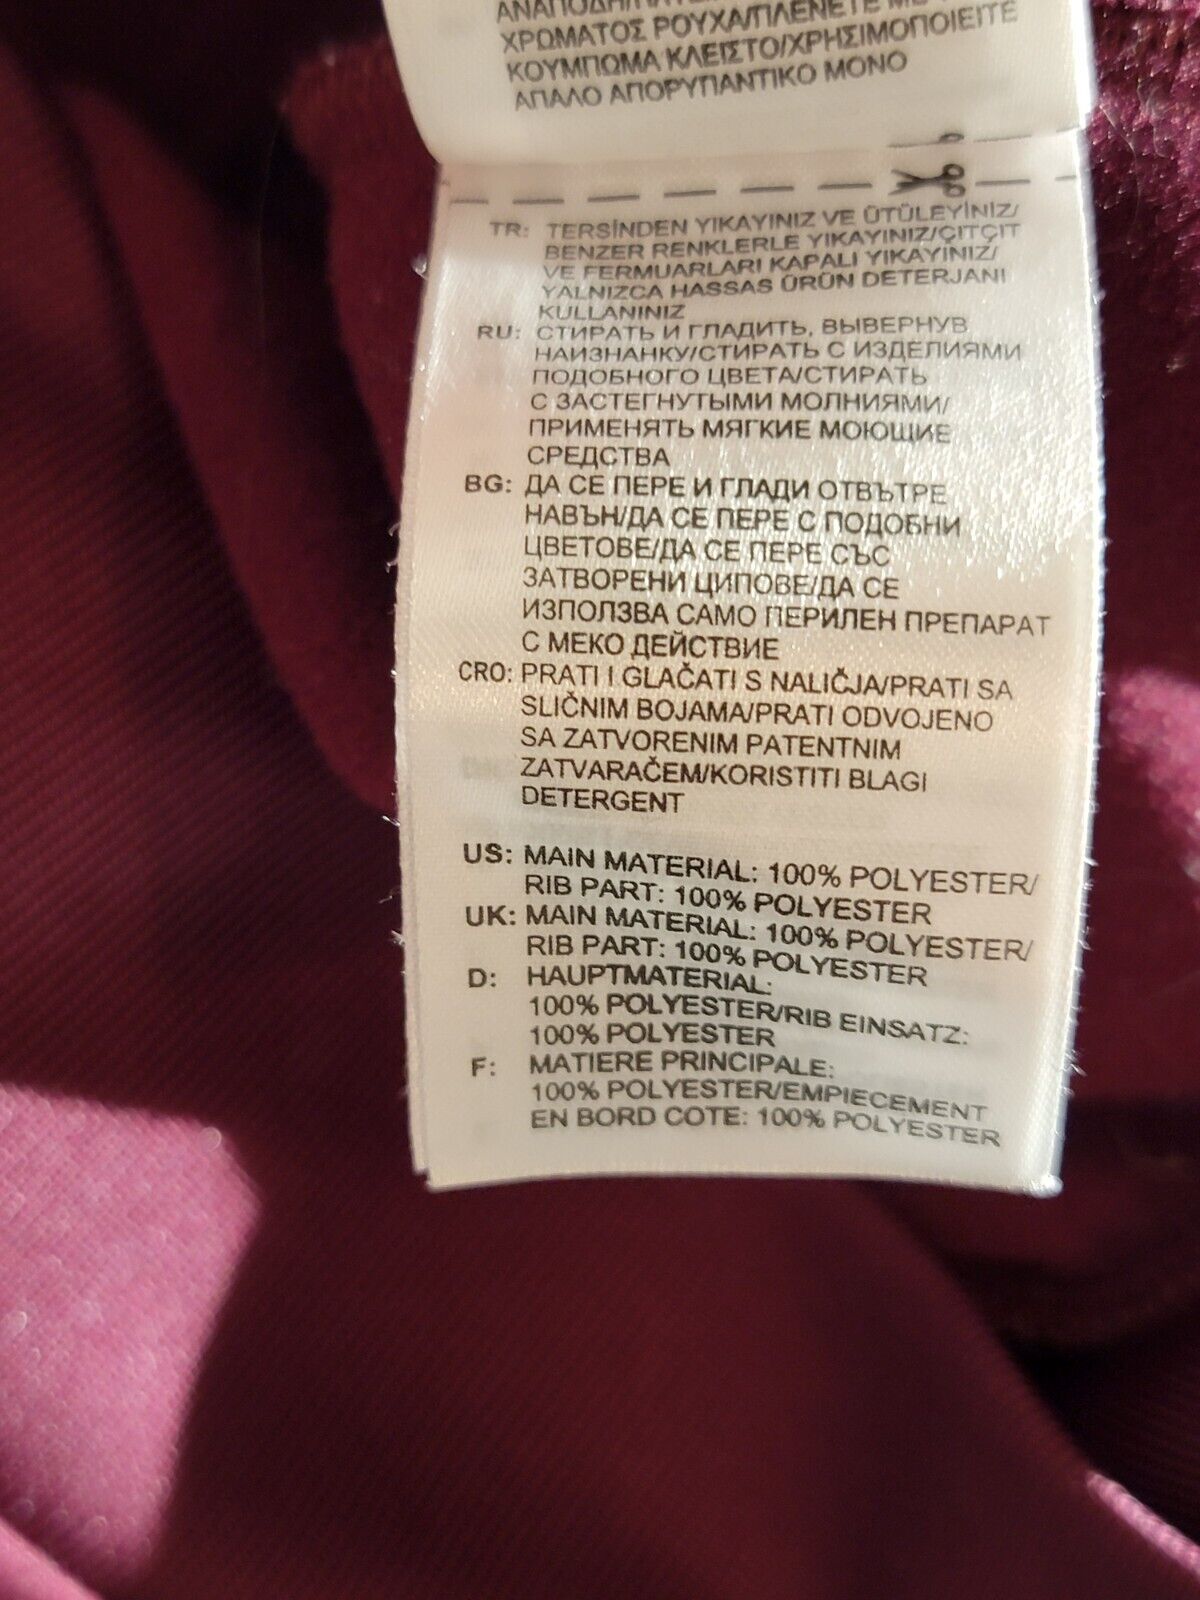 ΧΡΩΜΑΤΟΣ ΡΟΥΧΑ/ΠΛΕΝΕΤΕ ΜΕ
ΚΟΥΜΠΩΜΑ ΚΛΕΙΣΤΟ/ΧΡΗΣΙΜΟΠΟΙΕΙΤΕ
ΑΠΑΛΟ ΑΠΟΡΥΠΑΝΤΙΚΟ ΜΟΝΟ
TR: TERSİNDEN YIKAYINIZ VE ÜTÜLEYİNİZ/
BENZER RENKLERLE YIKAYINIZ/ÇITÇIT
VE FERMUARLARI KAPALI YIKAYINIZ/
YALNIZCA HASSAS ÜRÜN DETERJANI
KULLANINIZ
RU: СТИРАТЬ И ГЛАДИТЬ, ВЫВЕРНУВ
НАИЗНАНКУ/СТИРАТЬ С ИЗДЕЛИЯМИ
ПОДОБНОГО ЦВЕТА/СТИРАТЬ
С ЗАСТЕГНУТЫМИ МОЛНИЯМИ/
ПРИМЕНЯТЬ МЯГКИЕ МОЮЩИЕ
СРЕДСТВА
BG: ДА СЕ ПЕРЕ И ГЛАДИ ОТВЪТРЕ
НАВЪН/ДА СЕ ПЕРЕ С ПОДОБНИ
ЦВЕТОВЕ/ДА СЕ ПЕРЕ СЪС
ЗАТВОРЕНИ ЦИПОВЕ/ДА СЕ
ИЗПОЛЗВА САМО ПЕРИЛЕН ПРЕПАРАТ
С МЕКО ДЕЙСТВИЕ
CRO: PRATI I GLAČATI S NALIČJA/PRATI SA
SLIČNIM BOJAMA/PRATI ODVOJENO
SA ZATVORENIM PATENTNIM
ZATVARAČEM/KORISTITI BLAGI
DETERGENT
US: MAIN MATERIAL: 100% POLYESTER/
RIB PART: 100% POLYESTER
UK: MAIN MATERIAL: 100% POLYESTER/
RIB PART: 100% POLYESTER
D: HAUPTMATERIAL:
100% POLYESTER/RIB EINSATZ:
100% POLYESTER
F: MATIERE PRINCIPALE:
100% POLYESTER/EMPIECEMENT
EN BORD COTE: 100% POLYESTER